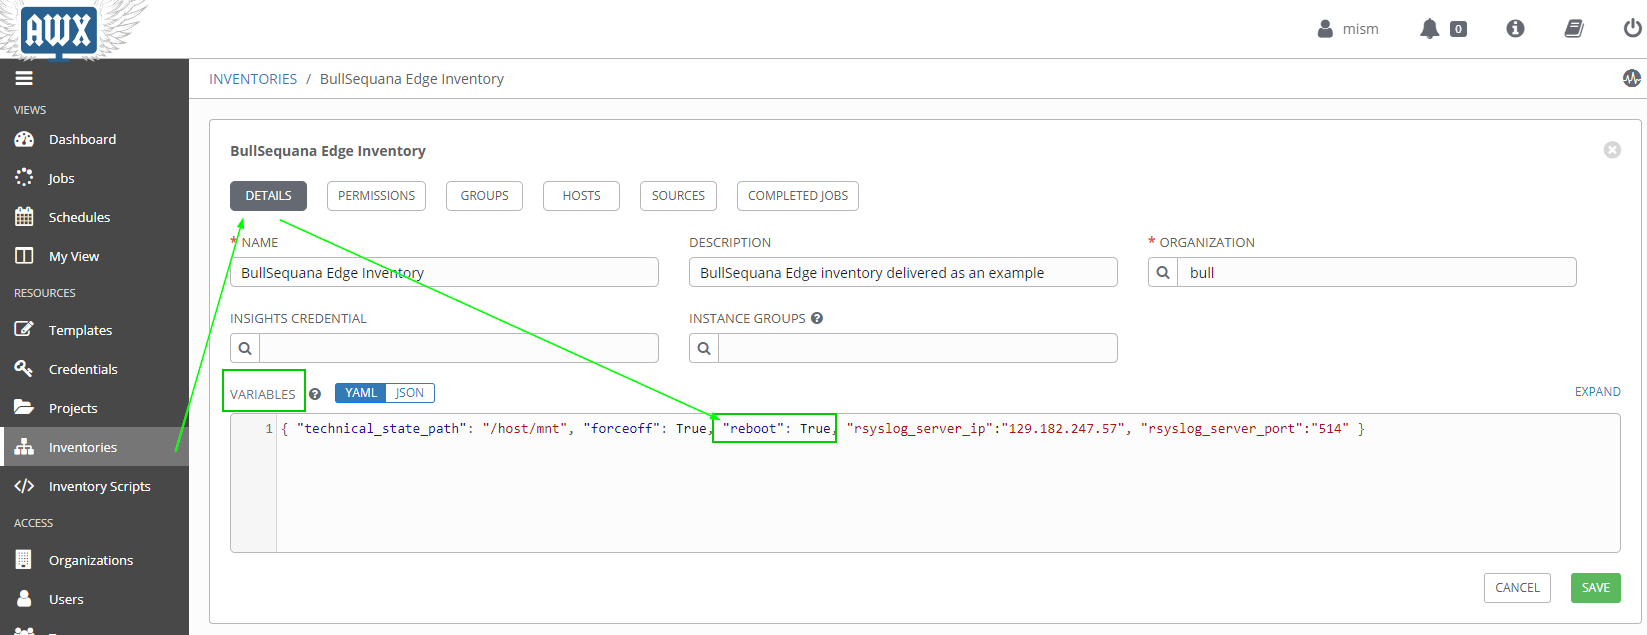 AWX
mism
0
INVENTORIES / BullSequana Edge Inventory
VIEWS
Dashboard
Jobs
Schedules
My View
RESOURCES
Templates
Credentials
Projects
Inventories
Inventory Scripts
ACCESS
Organizations
Users
BullSequana Edge Inventory
DETAILS PERMISSIONS GROUPS HOSTS SOURCES COMPLETED JOBS
* NAME
BullSequana Edge Inventory
DESCRIPTION
BullSequana Edge inventory delivered as an example
* ORGANIZATION
bull
INSIGHTS CREDENTIAL
INSTANCE GROUPS ?
VARIABLES ? YAML JSON
EXPAND
1 { "technical_state_path": "/host/mnt", "forceoff": True, "reboot": True, "rsyslog_server_ip":"129.182.247.57", "rsyslog_server_port":"514" }
CANCEL SAVE